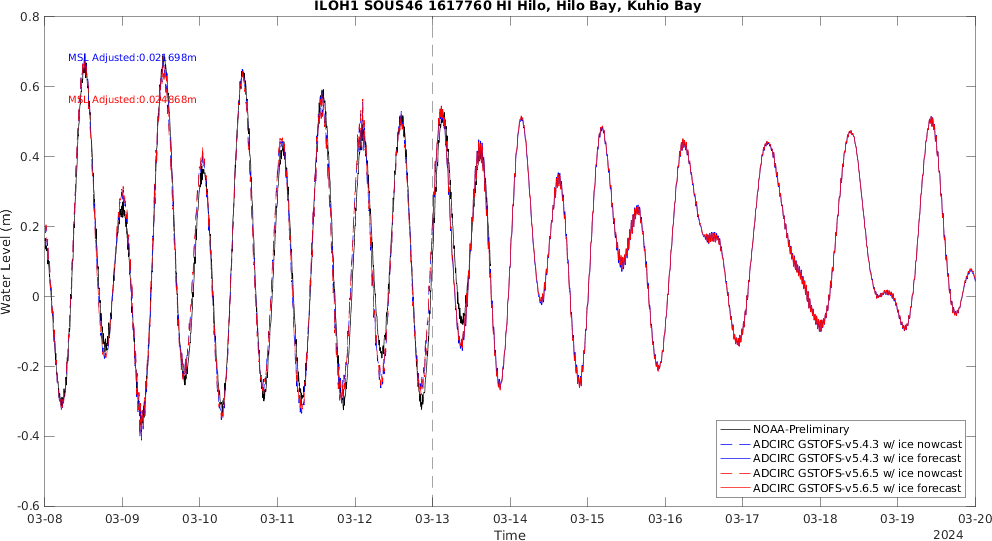 ILOH1 SOUS46 1617760 HI Hilo, Hilo Bay, Kuhio Bay
0.8
0.6
0.4
0.2
0
-0.2
-0.4
-0.6
Water Level (m)
MSL Adjusted:0.021698m
MSL Adjusted:0.024868m
NOAA-Preliminary
ADCIRC GSTOFS-v5.4.3 w/ ice nowcast
ADCIRC GSTOFS-v5.4.3 w/ ice forecast
ADCIRC GSTOFS-v5.6.5 w/ ice nowcast
ADCIRC GSTOFS-v5.6.5 w/ ice forecast
03-08 03-09 03-10 03-11 03-12 03-13 03-14 03-15 03-16 03-17 03-18 03-19 03-20
Time
2024